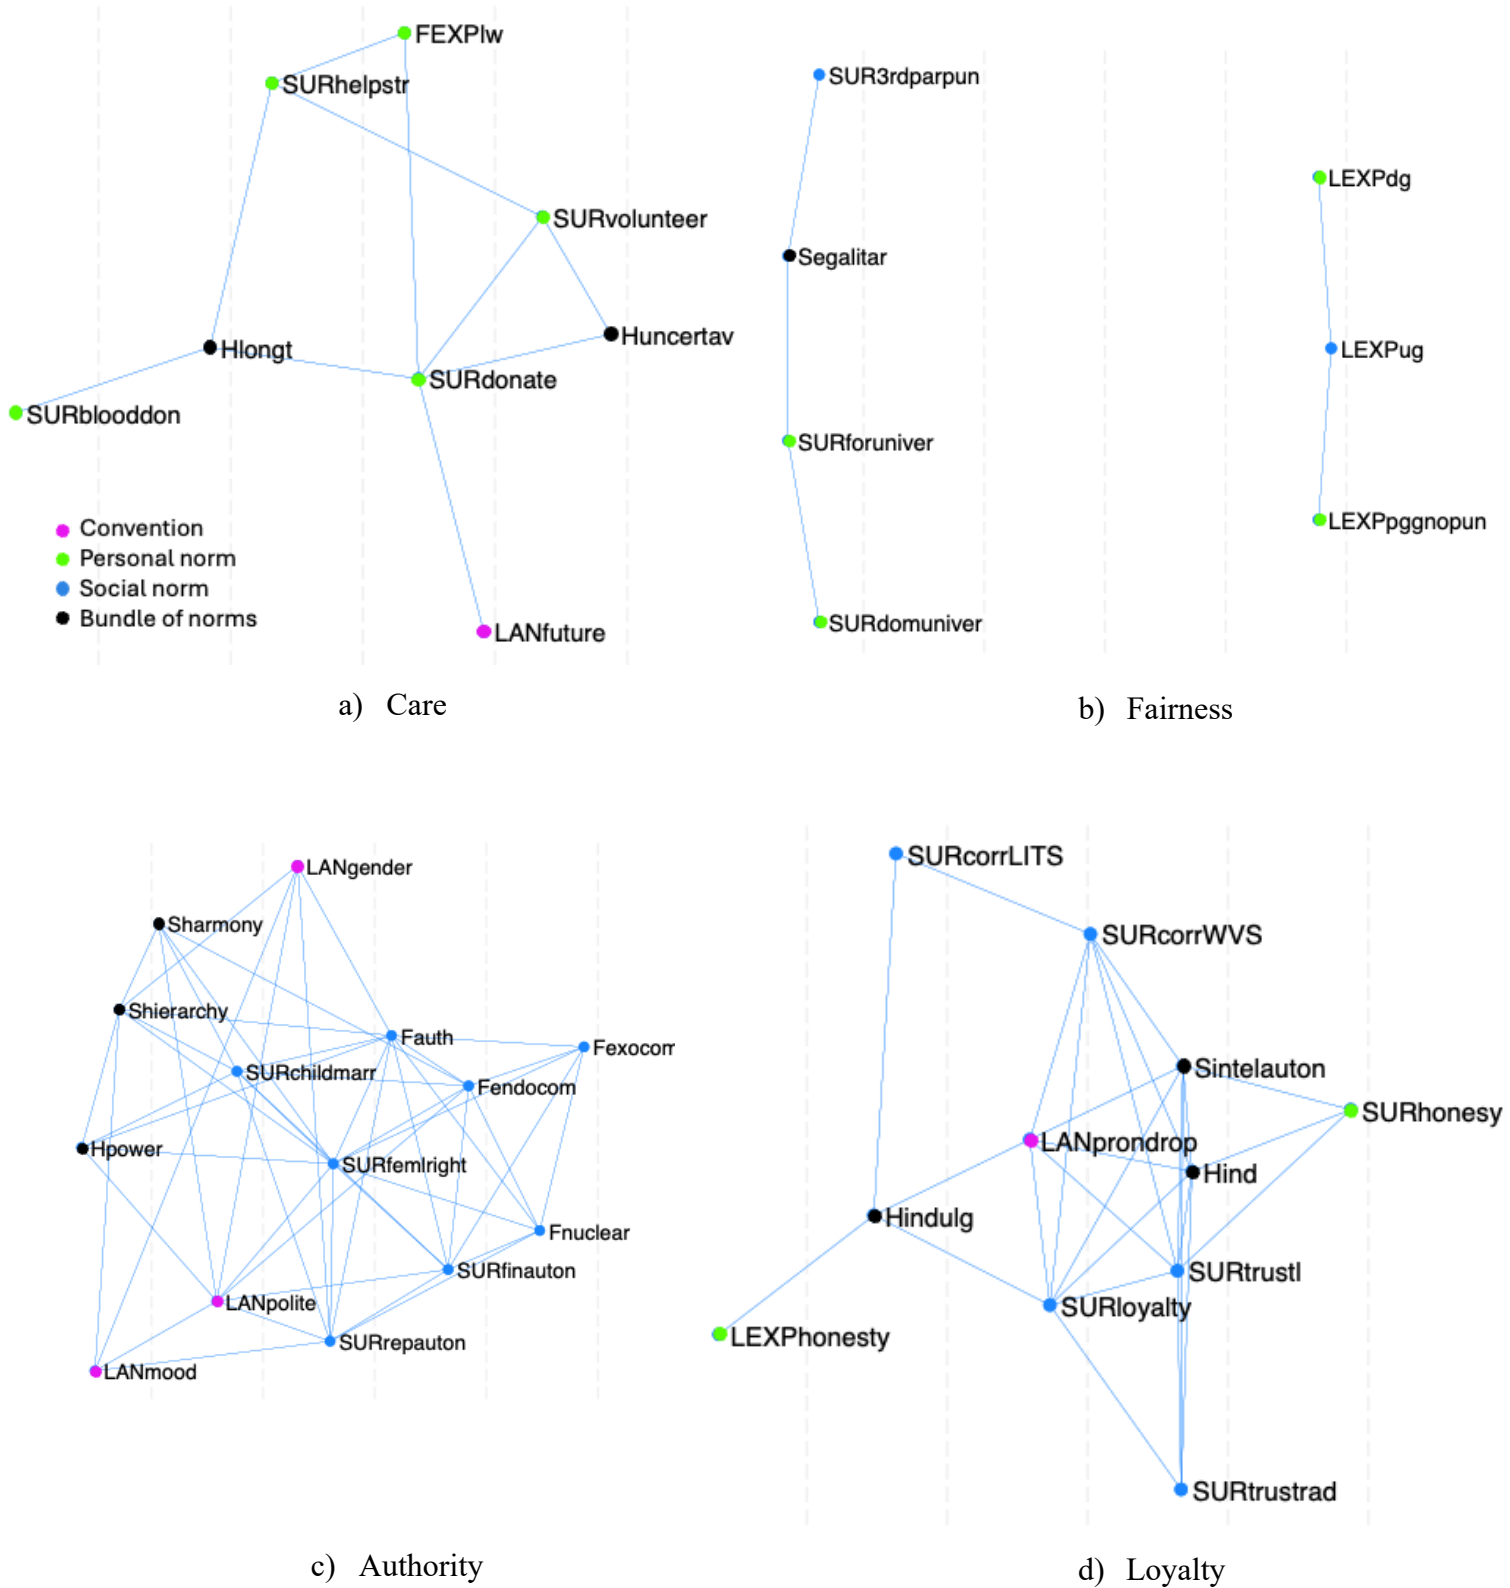 FEXPlw
SURhelpstr
SURvolunteer
Huncertav
Hlongt
SURdonate
SURblooddon
Convention
Personal norm
Social norm
Bundle of norms
LANfuture
a) Care
SUR3rdparpun
LEXPdg
Segalitar
LEXPug
SURforuniver
LEXPpggnopun
SURdomuniver
b) Fairness
LANgender
Sharmony
Shierarchy
Fauth
Fexocom
SURchildmarr
Fendocom
Hpower
SURfemlright
Fnuclear
SURfinauton
LANpolite
SURrepauton
LANmood
c) Authority
SURcorrLITS
SURcorrWVS
Sintelauton
SURhonesy
LANprondrop
Hind
Hindulg
SURtrustl
SURloyalty
LEXPhonesty
SURtrustrad
d) Loyalty